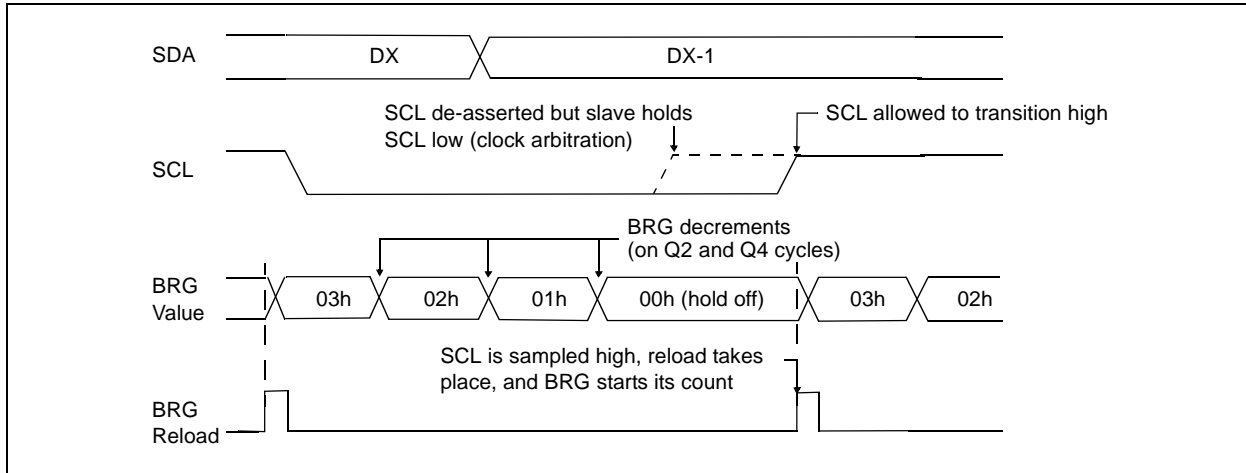 SDA
DX
DX-1
SCL de-asserted but slave holds
SCL low (clock arbitration)
SCL allowed to transition high
SCL
BRG decrements
(on Q2 and Q4 cycles)
BRG
Value
03h
02h
01h
00h (hold off)
03h
02h
SCL is sampled high, reload takes
place, and BRG starts its count
BRG
Reload